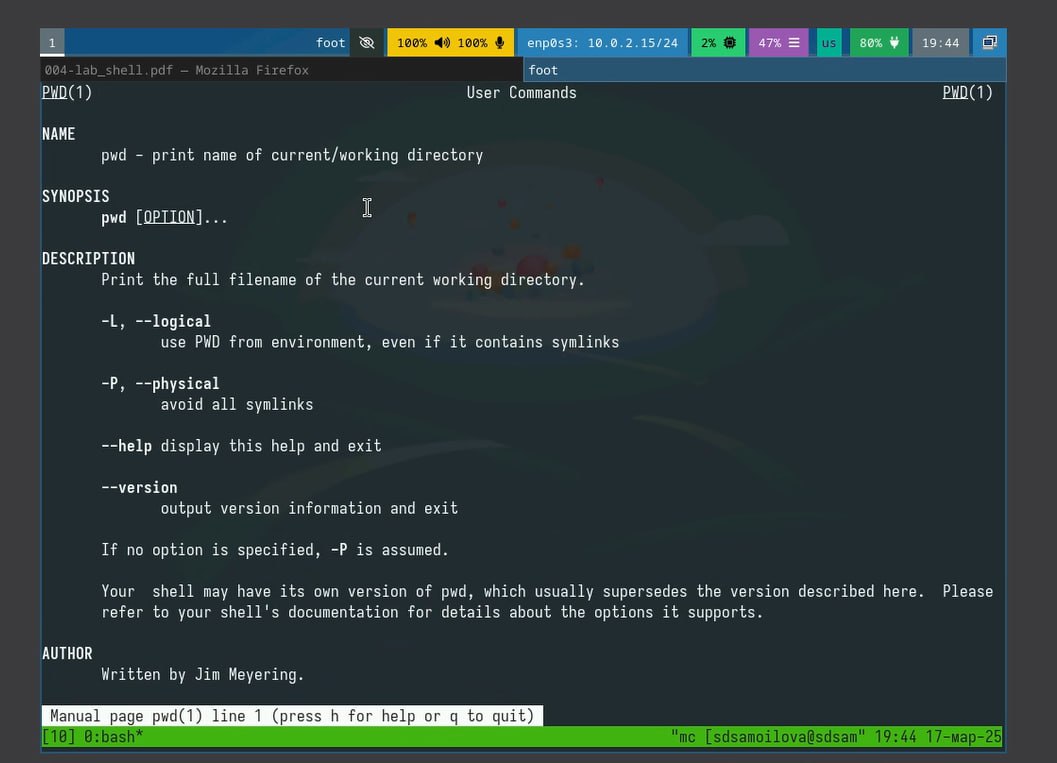 1 foot 100% 100% enp0s3: 10.0.2.15/24 2% 47% us 80% 19:44
004-lab_shell.pdf — Mozilla Firefox foot
PWD(1) User Commands PWD(1)
NAME
pwd - print name of current/working directory
SYNOPSIS
pwd [OPTION]...
DESCRIPTION
Print the full filename of the current working directory.
-L, --logical
use PWD from environment, even if it contains symlinks
-P, --physical
avoid all symlinks
--help display this help and exit
--version
output version information and exit
If no option is specified, -P is assumed.
Your  shell may have its own version of pwd, which usually supersedes the version described here.  Please
refer to your shell's documentation for details about the options it supports.
AUTHOR
Written by Jim Meyering.
Manual page pwd(1) line 1 (press h for help or q to quit)
[10] 0:bash* "mc [sdsamoilova@sdsam" 19:44 17-мар-25